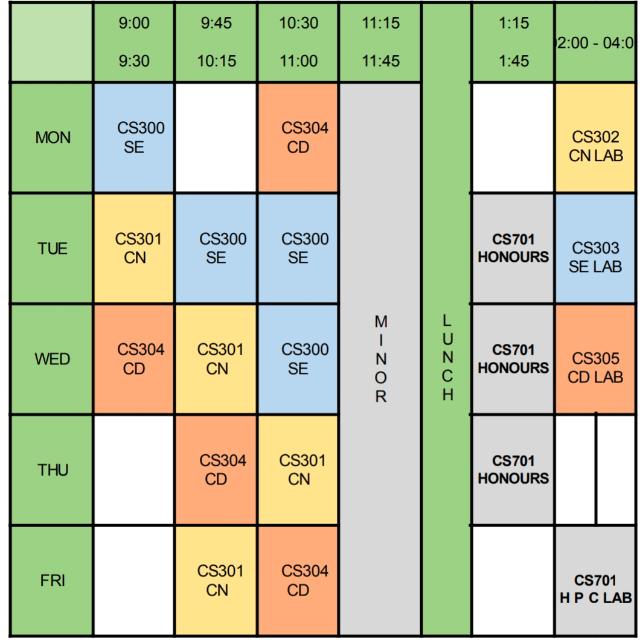 9:00 9:45 10:30 11:15 1:15
9:30 10:15 11:00 11:45 1:45
02:00 - 04:0
MON
CS300
SE
CS304
CD
CS302
CN LAB
TUE
CS301
CN
CS300
SE
CS300
SE
CS701
HONOURS
CS303
SE LAB
WED
CS304
CD
CS301
CN
CS300
SE
MINOR
LUNCH
CS701
HONOURS
CS305
CD LAB
THU
CS304
CD
CS301
CN
CS701
HONOURS
FRI
CS301
CN
CS304
CD
CS701
H P C LAB